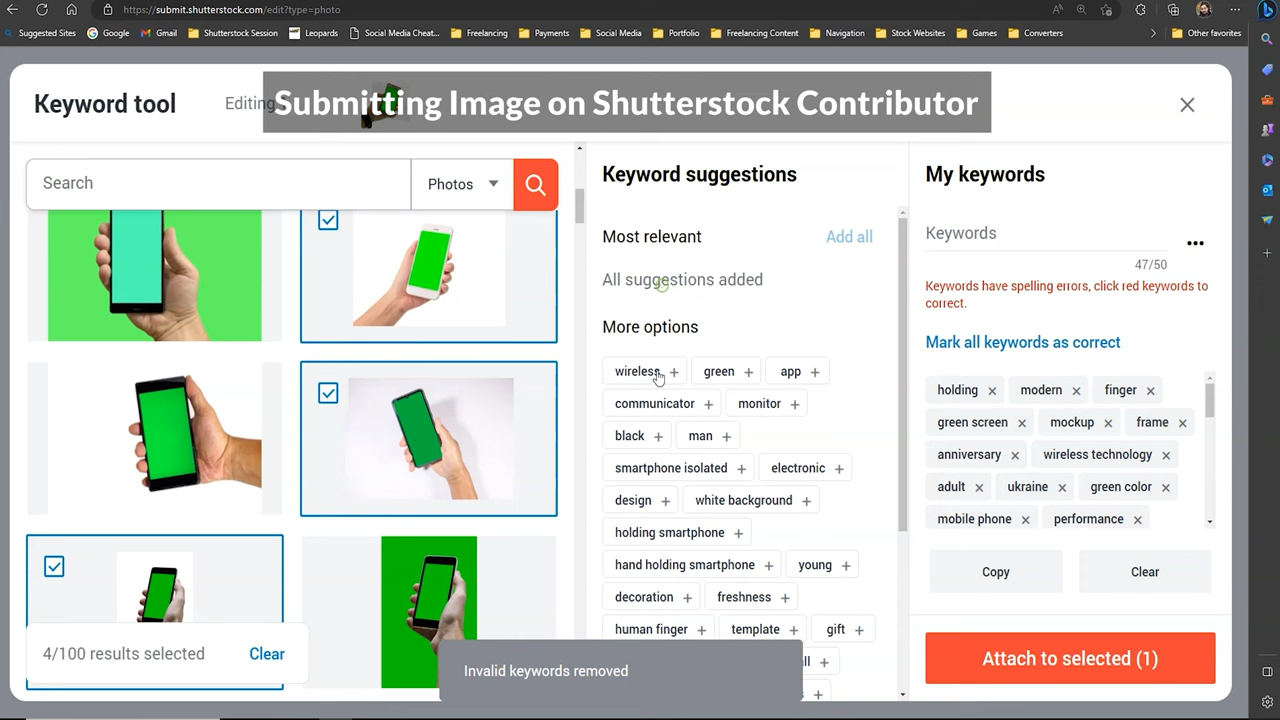 https://submit.shutterstock.com/edit?type=photo
Suggested Sites Google Gmail Shutterstock Session Leopards Social Media Cheat... Freelancing Payments Social Media Portfolio Freelancing Content Navigation Stock Websites Games Converters Other favorites
Keyword tool
Editing
Submitting Image on Shutterstock Contributor
Search
Photos
Keyword suggestions
Most relevant Add all
All suggestions added
More options
wireless + green + app +
communicator + monitor +
black + man +
smartphone isolated + electronic +
design + white background +
holding smartphone +
hand holding smartphone + young +
decoration + freshness +
human finger + template + gift +
My keywords
Keywords
47/50
Keywords have spelling errors, click red keywords to
correct.
Mark all keywords as correct
holding × modern × finger ×
green screen × mockup × frame ×
anniversary × wireless technology ×
adult × ukraine × green color ×
mobile phone × performance ×
Copy Clear
Attach to selected (1)
4/100 results selected Clear
Invalid keywords removed